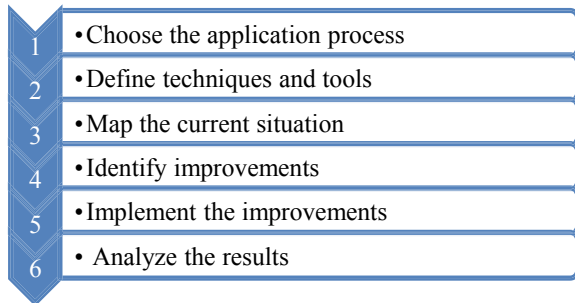 1 •Choose the application process
2 •Define techniques and tools
3 •Map the current situation
4 •Identify improvements
5 •Implement the improvements
6 • Analyze the results